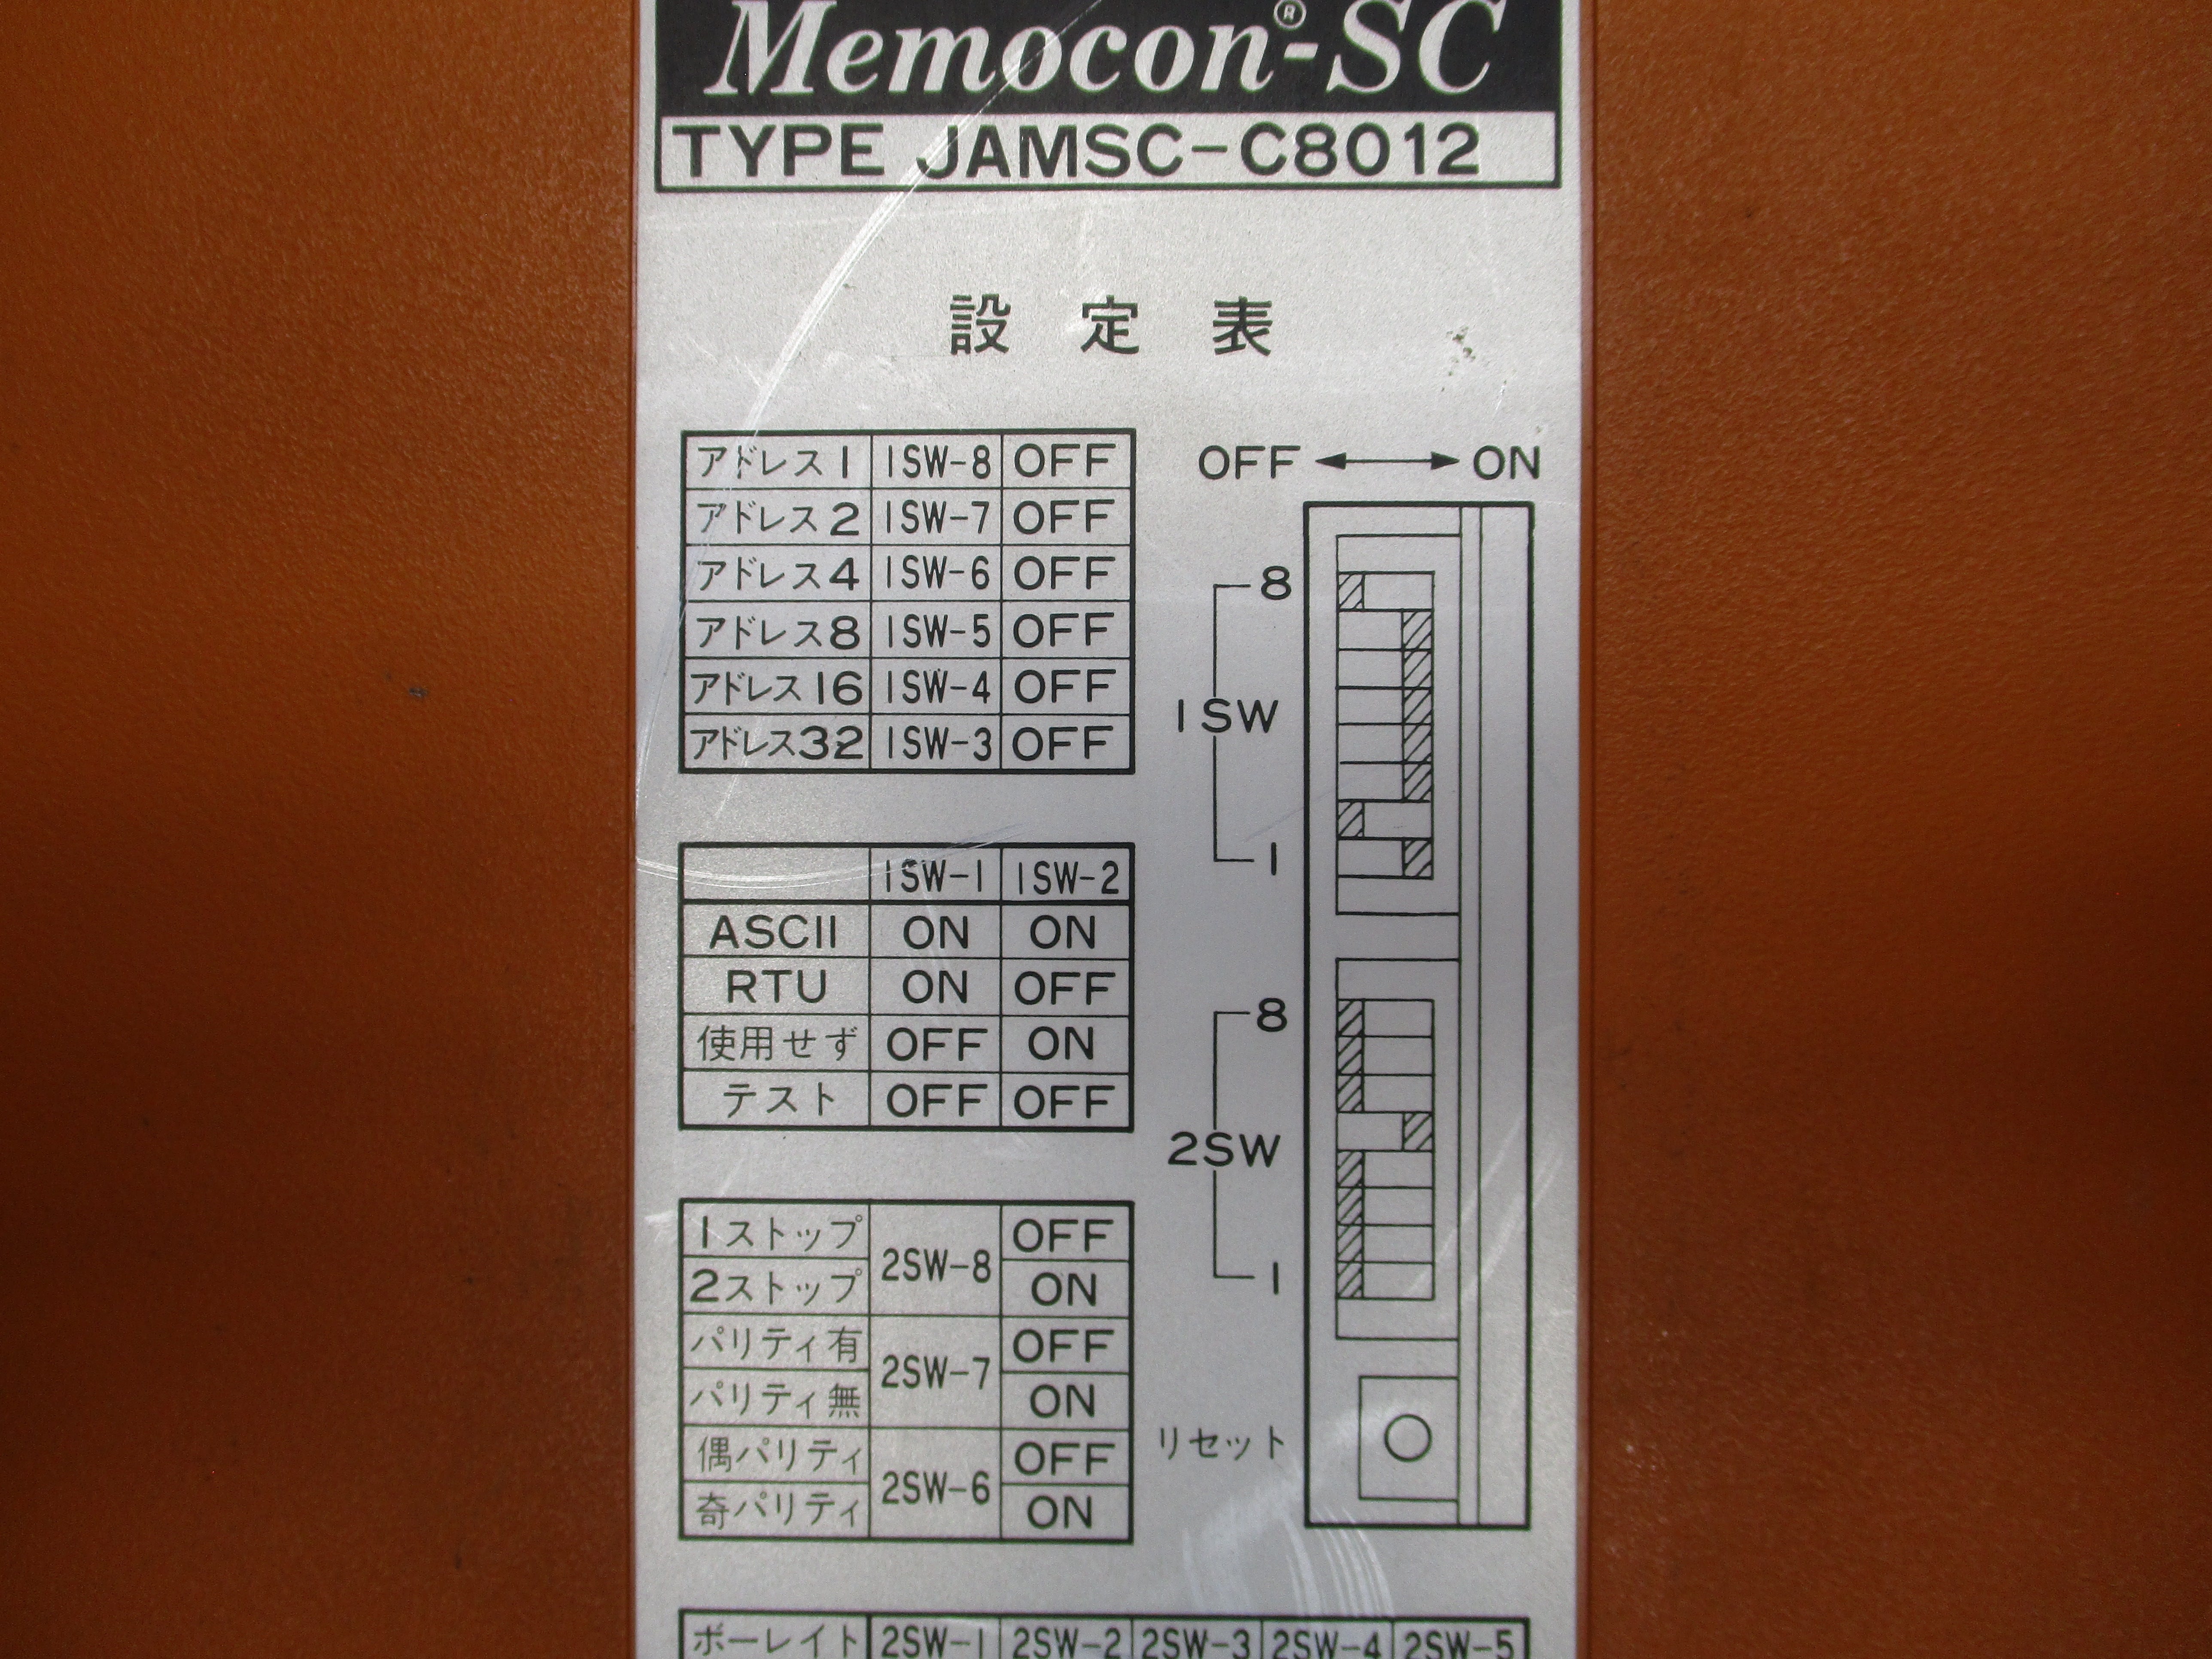 Memocon®-SC
TYPE JAMSC-C8012
設定表
アドレス1 1SW-8 OFF
アドレス2 1SW-7 OFF
アドレス4 1SW-6 OFF
アドレス8 1SW-5 OFF
アドレス16 1SW-4 OFF
アドレス32 1SW-3 OFF
1SW-1 1SW-2
ASCII ON ON
RTU ON OFF
使用せず OFF ON
テスト OFF OFF
1ストップ 2SW-8 OFF
2ストップ ON
パリティ有 2SW-7 OFF
パリティ無 ON
偶パリティ 2SW-6 OFF
奇パリティ ON
OFF ON
8
1SW
1
8
2SW
1
リセット
ボーレイト 2SW-1 2SW-2 2SW-3 2SW-4 2SW-5